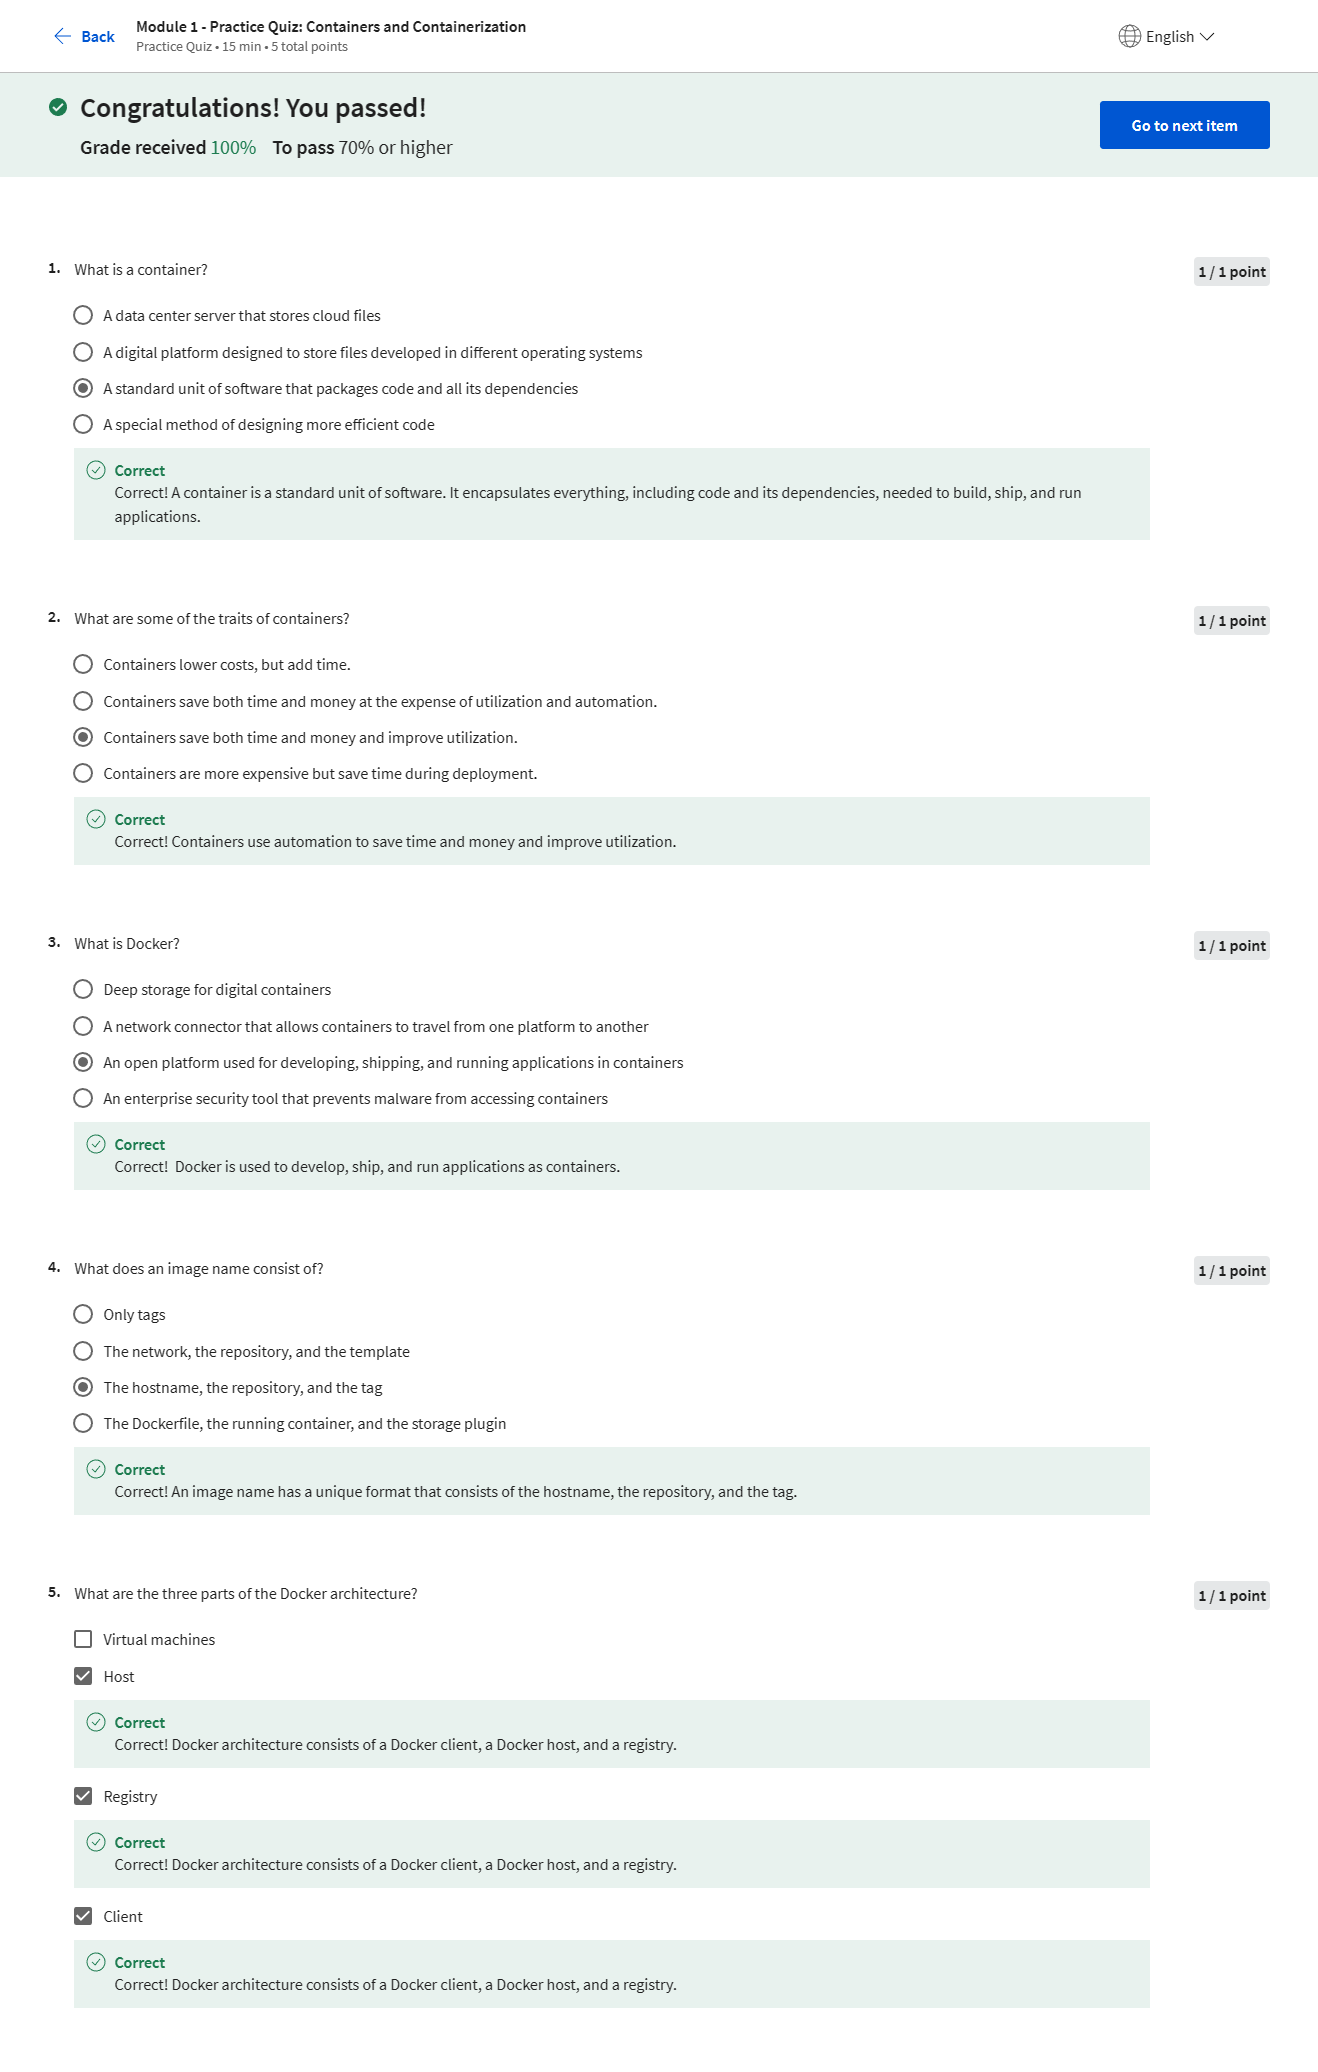 Back
Module 1 - Practice Quiz: Containers and Containerization
Practice Quiz • 15 min • 5 total points
English
Congratulations! You passed!
Grade received 100% To pass 70% or higher
Go to next item
1. What is a container?
1 / 1 point
A data center server that stores cloud files
A digital platform designed to store files developed in different operating systems
A standard unit of software that packages code and all its dependencies
A special method of designing more efficient code
Correct
Correct! A container is a standard unit of software. It encapsulates everything, including code and its dependencies, needed to build, ship, and run
applications.
2. What are some of the traits of containers?
1 / 1 point
Containers lower costs, but add time.
Containers save both time and money at the expense of utilization and automation.
Containers save both time and money and improve utilization.
Containers are more expensive but save time during deployment.
Correct
Correct! Containers use automation to save time and money and improve utilization.
3. What is Docker?
1 / 1 point
Deep storage for digital containers
A network connector that allows containers to travel from one platform to another
An open platform used for developing, shipping, and running applications in containers
An enterprise security tool that prevents malware from accessing containers
Correct
Correct!  Docker is used to develop, ship, and run applications as containers.
4. What does an image name consist of?
1 / 1 point
Only tags
The network, the repository, and the template
The hostname, the repository, and the tag
The Dockerfile, the running container, and the storage plugin
Correct
Correct! An image name has a unique format that consists of the hostname, the repository, and the tag.
5. What are the three parts of the Docker architecture?
1 / 1 point
Virtual machines
Host
Correct
Correct! Docker architecture consists of a Docker client, a Docker host, and a registry.
Registry
Correct
Correct! Docker architecture consists of a Docker client, a Docker host, and a registry.
Client
Correct
Correct! Docker architecture consists of a Docker client, a Docker host, and a registry.